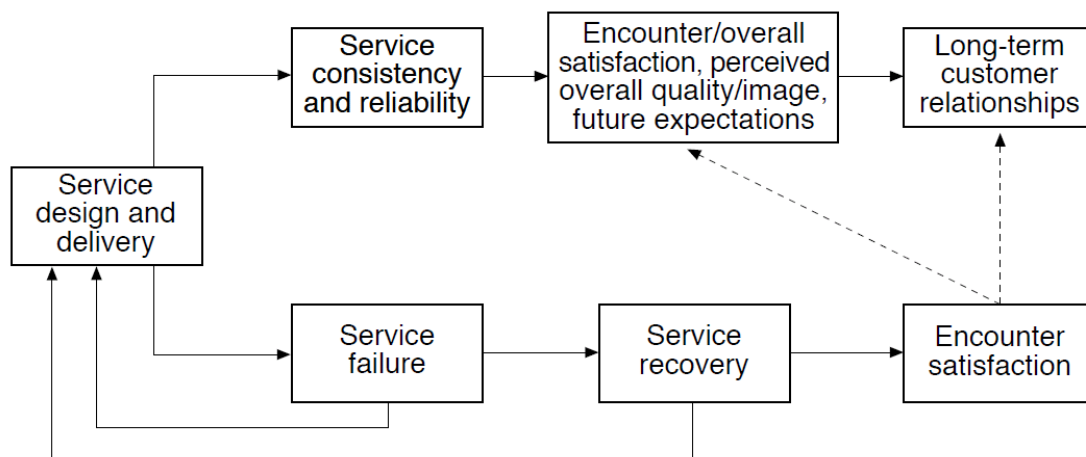 Service
consistency
and reliability
Encounter/overall
satisfaction, perceived
overall quality/image,
future expectations
Long-term
customer
relationships
Service
design and
delivery
Service
failure
Service
recovery
Encounter
satisfaction